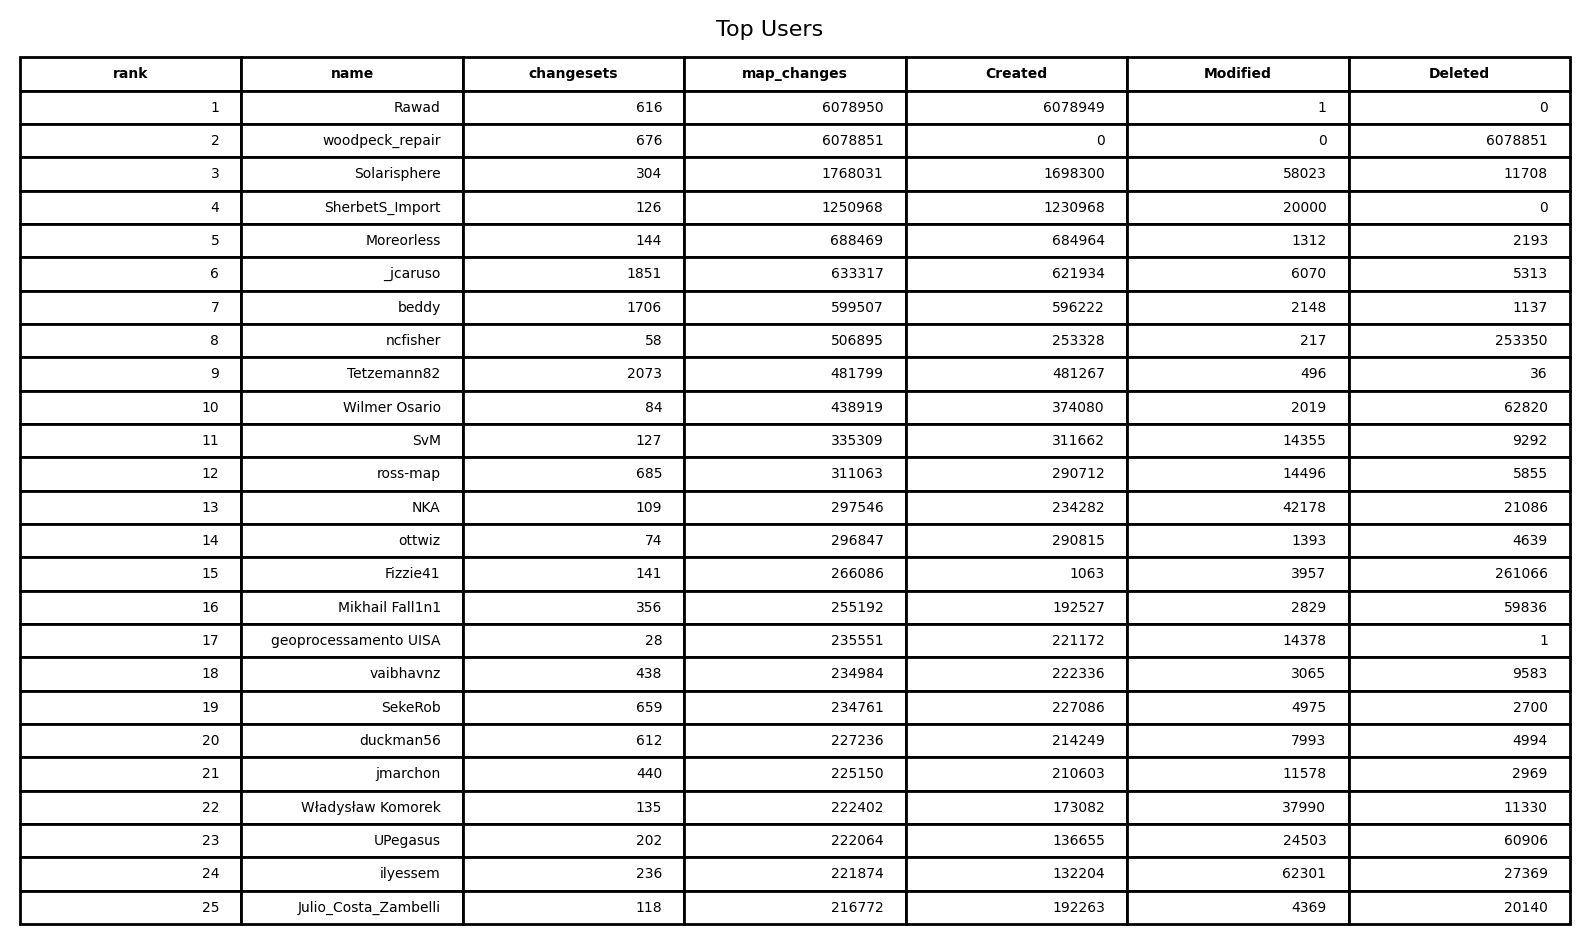 Top Users
rank name changesets map_changes Created Modified Deleted
1 Rawad 616 6078950 6078949 1 0
2 woodpeck_repair 676 6078851 0 0 6078851
3 Solarisphere 304 1768031 1698300 58023 11708
4 SherbetS_Import 126 1250968 1230968 20000 0
5 Moreorless 144 688469 684964 1312 2193
6 _jcaruso 1851 633317 621934 6070 5313
7 beddy 1706 599507 596222 2148 1137
8 ncfisher 58 506895 253328 217 253350
9 Tetzemann82 2073 481799 481267 496 36
10 Wilmer Osario 84 438919 374080 2019 62820
11 SvM 127 335309 311662 14355 9292
12 ross-map 685 311063 290712 14496 5855
13 NKA 109 297546 234282 42178 21086
14 ottwiz 74 296847 290815 1393 4639
15 Fizzie41 141 266086 1063 3957 261066
16 Mikhail Fall1n1 356 255192 192527 2829 59836
17 geoprocessamento UISA 28 235551 221172 14378 1
18 vaibhavnz 438 234984 222336 3065 9583
19 SekeRob 659 234761 227086 4975 2700
20 duckman56 612 227236 214249 7993 4994
21 jmarchon 440 225150 210603 11578 2969
22 Władysław Komorek 135 222402 173082 37990 11330
23 UPegasus 202 222064 136655 24503 60906
24 ilyessem 236 221874 132204 62301 27369
25 Julio_Costa_Zambelli 118 216772 192263 4369 20140